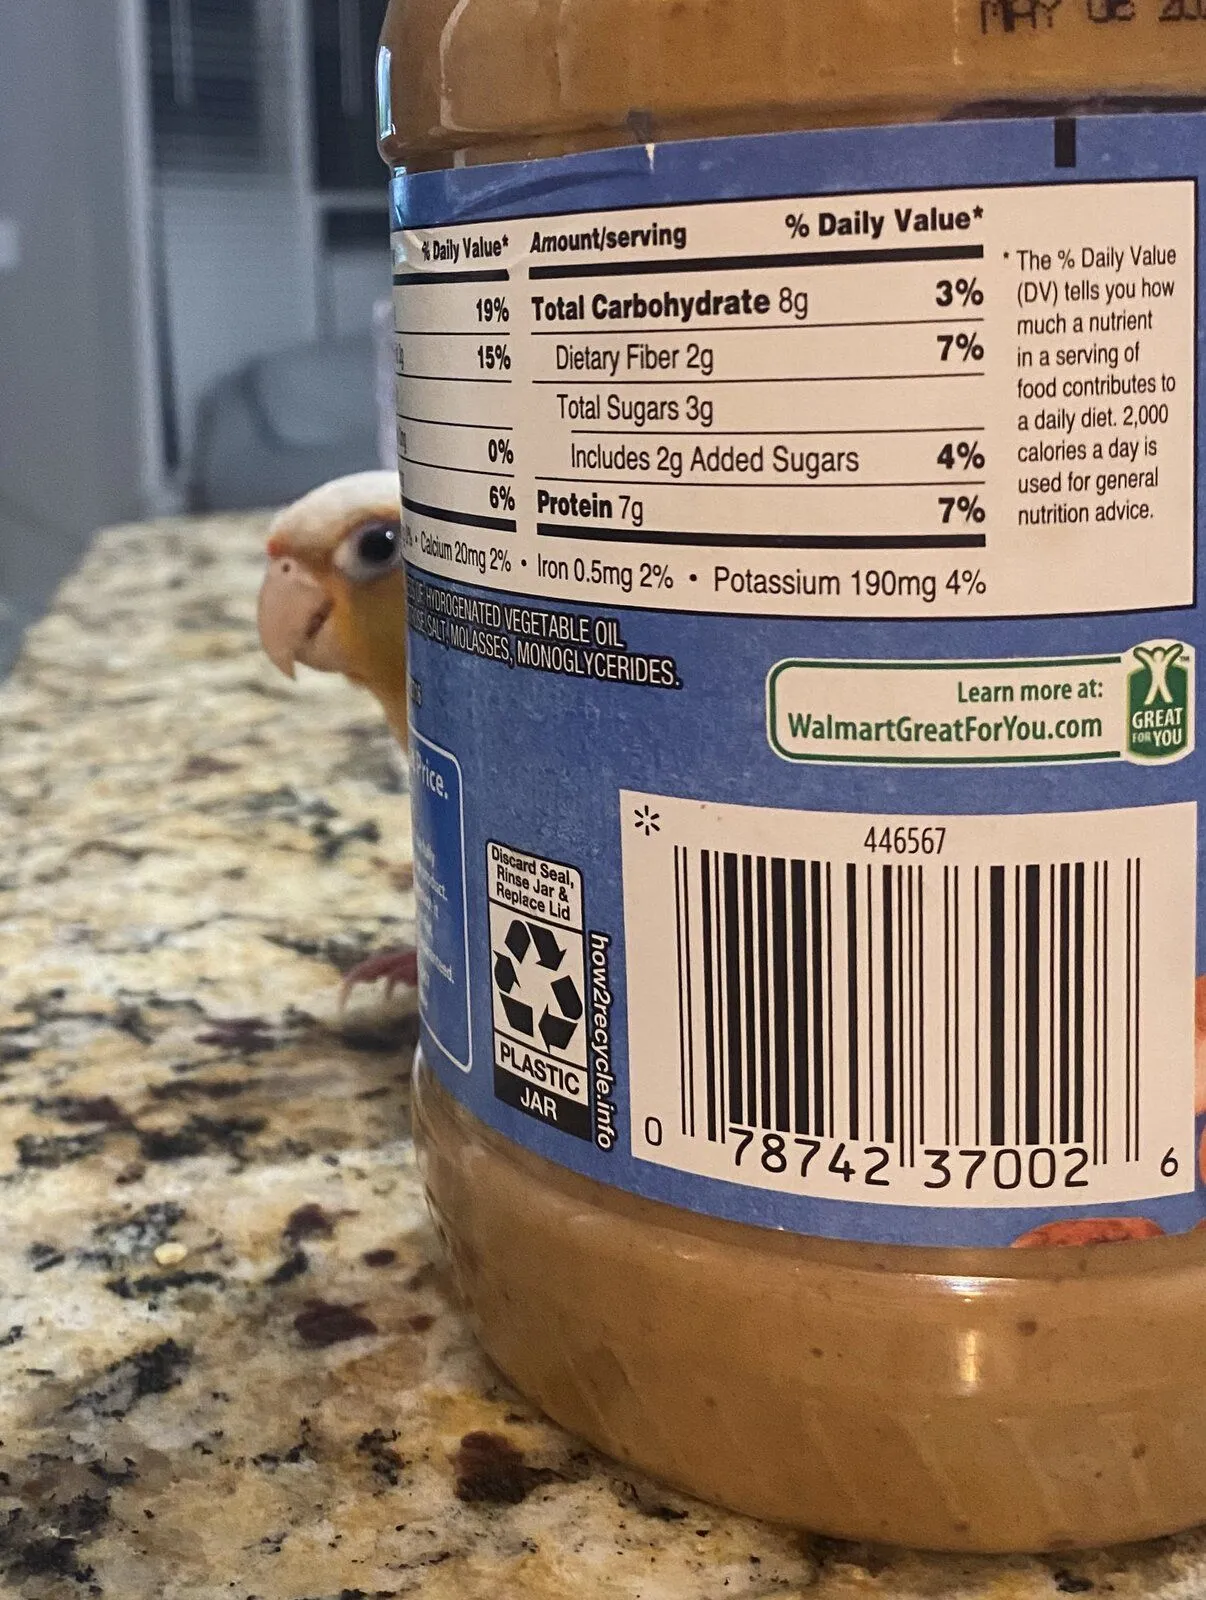 MAY 08
% Daily Value*
19%
15%
0%
6%
Amount/serving % Daily Value*
Total Carbohydrate 8g 3%
Dietary Fiber 2g 7%
Total Sugars 3g
Includes 2g Added Sugars 4%
Protein 7g 7%
• Calcium 20mg 2% • Iron 0.5mg 2% • Potassium 190mg 4%
* The % Daily Value
(DV) tells you how
much a nutrient
in a serving of
food contributes to
a daily diet. 2,000
calories a day is
used for general
nutrition advice.
HYDROGENATED VEGETABLE OIL
SALT, MOLASSES, MONOGLYCERIDES.
Learn more at:
WalmartGreatForYou.com
GREAT
FOR YOU
Price.
Discard Seal,
Rinse Jar &
Replace Lid
PLASTIC
JAR
how2recycle.info
446567
0 78742 37002 6